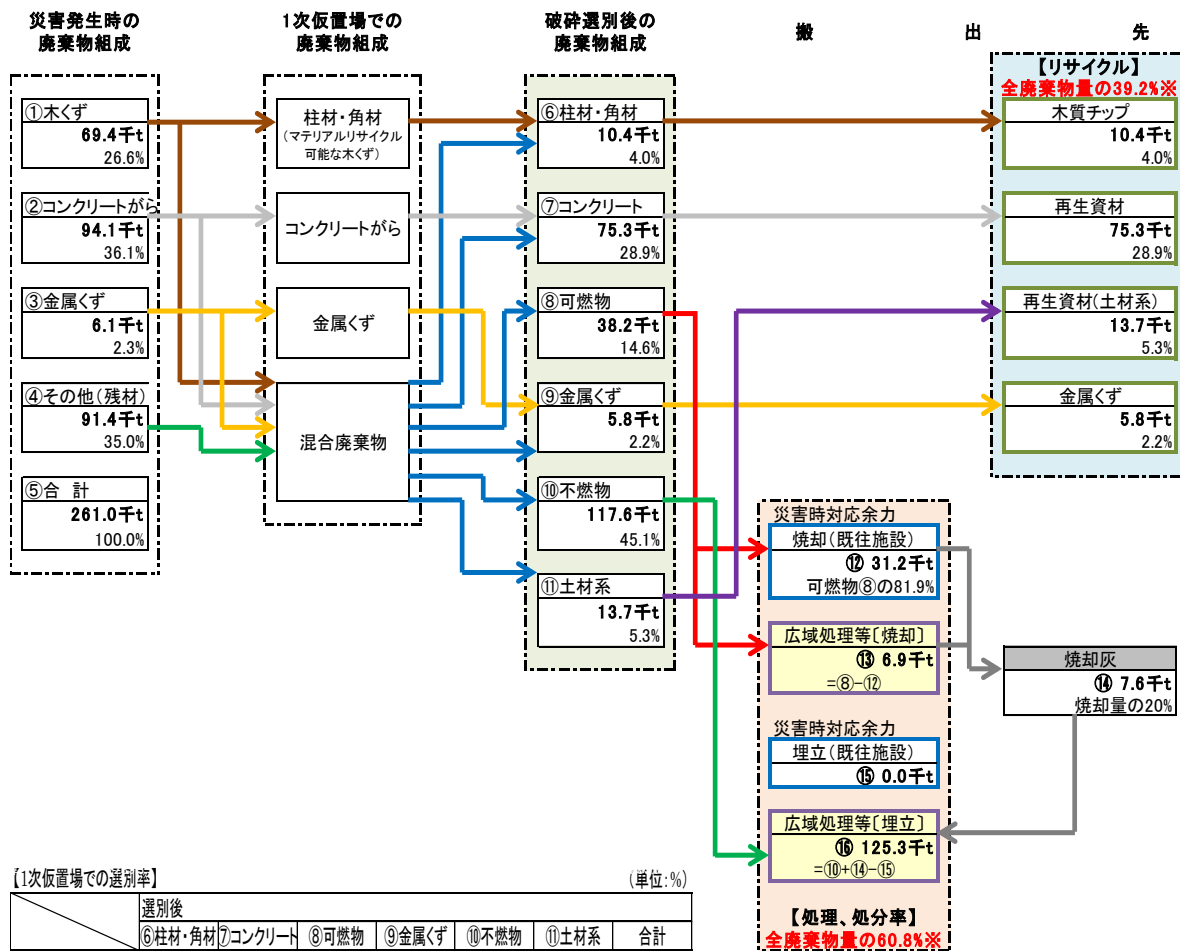 災害発生時の
廃棄物組成
1次仮置場での
廃棄物組成
破砕選別後の
廃棄物組成
搬 出 先
①木くず
69.4千t
26.6%
②コンクリートがら
94.1千t
36.1%
③金属くず
6.1千t
2.3%
④その他(残材)
91.4千t
35.0%
⑤合 計
261.0千t
100.0%
柱材・角材
(マテリアルリサイクル
可能な木くず)
コンクリートがら
金属くず
混合廃棄物
⑥柱材・角材
10.4千t
4.0%
⑦コンクリート
75.3千t
28.9%
⑧可燃物
38.2千t
14.6%
⑨金属くず
5.8千t
2.2%
⑩不燃物
117.6千t
45.1%
⑪土材系
13.7千t
5.3%
【リサイクル】
全廃棄物量の39.2%※
木質チップ
10.4千t
4.0%
再生資材
75.3千t
28.9%
再生資材(土材系)
13.7千t
5.3%
金属くず
5.8千t
2.2%
災害時対応余力
焼却(既往施設)
⑫ 31.2千t
可燃物⑧の81.9%
広域処理等〔焼却〕
⑬ 6.9千t
=⑧-⑫
焼却灰
⑭ 7.6千t
焼却量の20%
災害時対応余力
埋立(既往施設)
⑮ 0.0千t
広域処理等〔埋立〕
⑯ 125.3千t
=⑩+⑭-⑮
【処理、処分率】
全廃棄物量の60.8%※
【1次仮置場での選別率】
(単位:%)
選別後
⑥柱材・角材 ⑦コンクリート ⑧可燃物 ⑨金属くず ⑩不燃物 ⑪土材系 合計